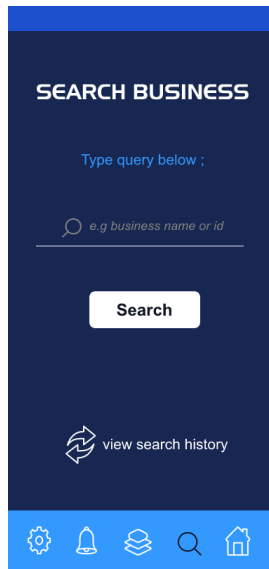 SEARCH BUSINESS
Type query below ;
e.g business name or id
Search
view search history